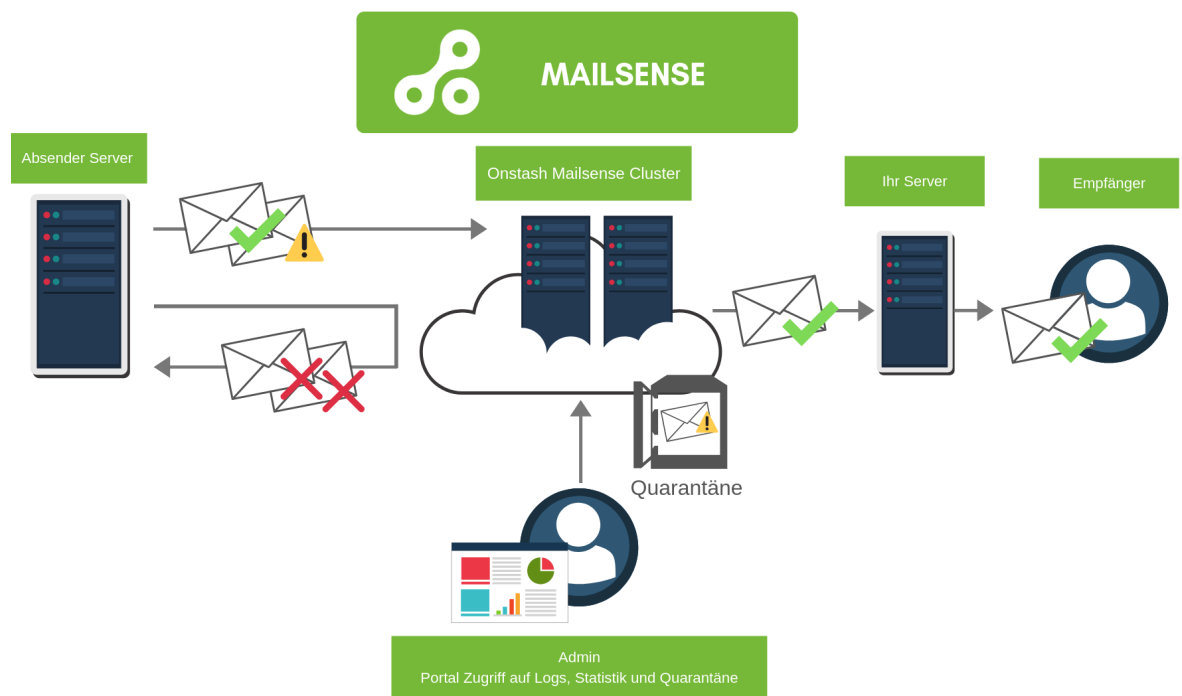 MAILSENSE
Absender Server
Onstash Mailsense Cluster
Ihr Server
Empfänger
Quarantäne
Admin
Portal Zugriff auf Logs, Statistik und Quarantäne